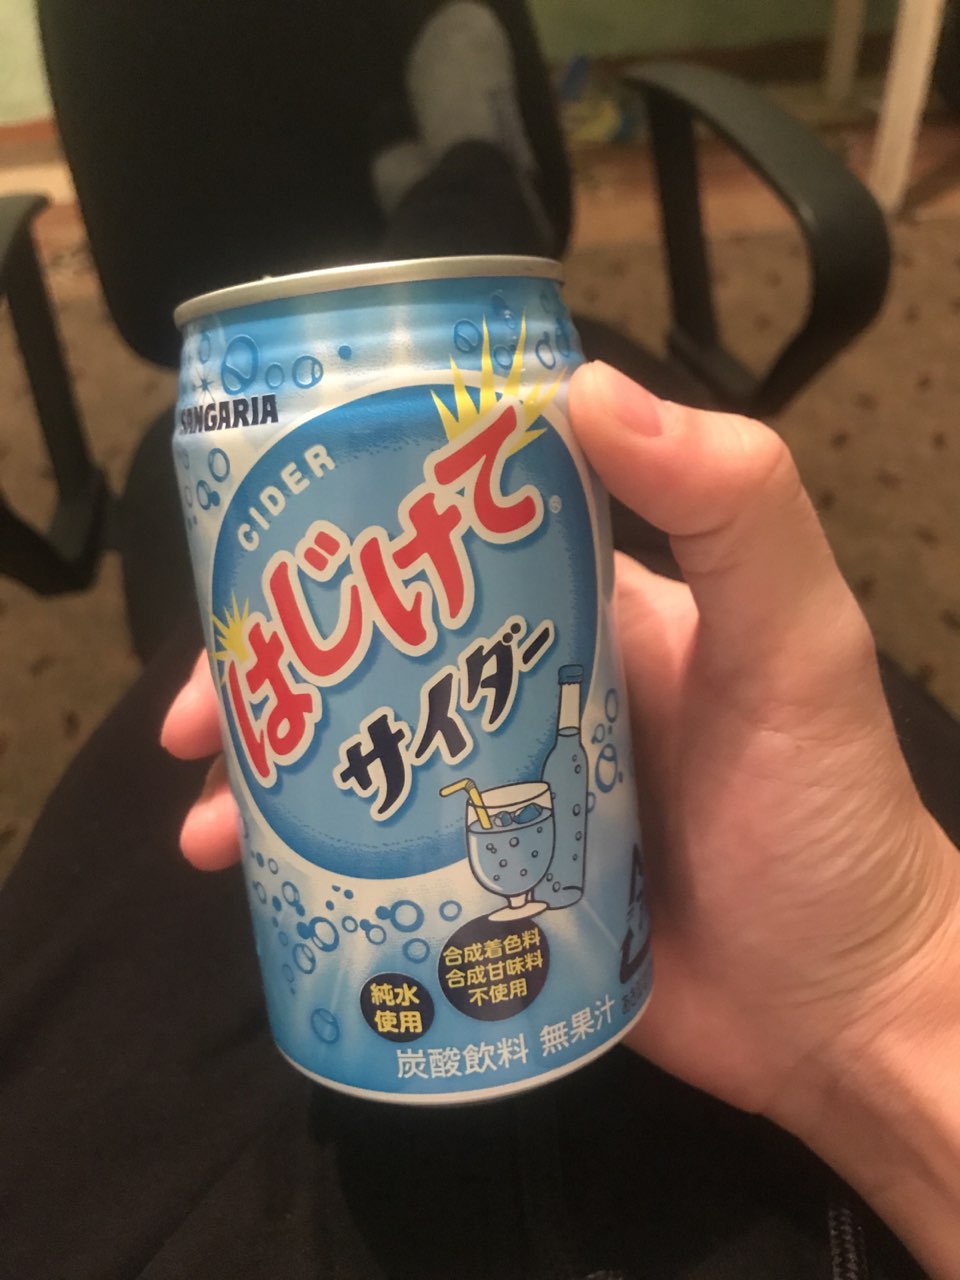 SANGARIA
CIDER
はじけて
サイダー
合成着色料
合成甘味料
不使用
純水
使用
炭酸飲料 無果汁